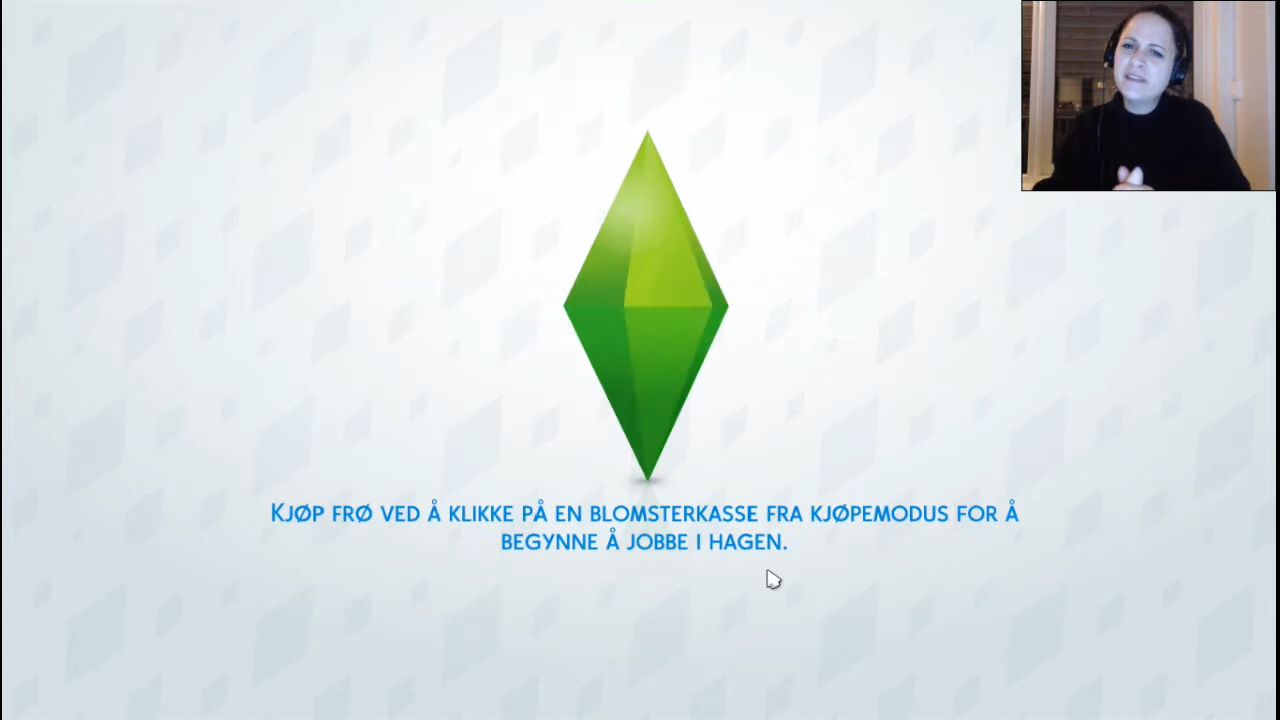 KJØP FRØ VED Å KLIKKE PÅ EN BLOMSTERKASSE FRA KJØPEMODUS FOR Å
BEGYNNE Å JOBBE I HAGEN.